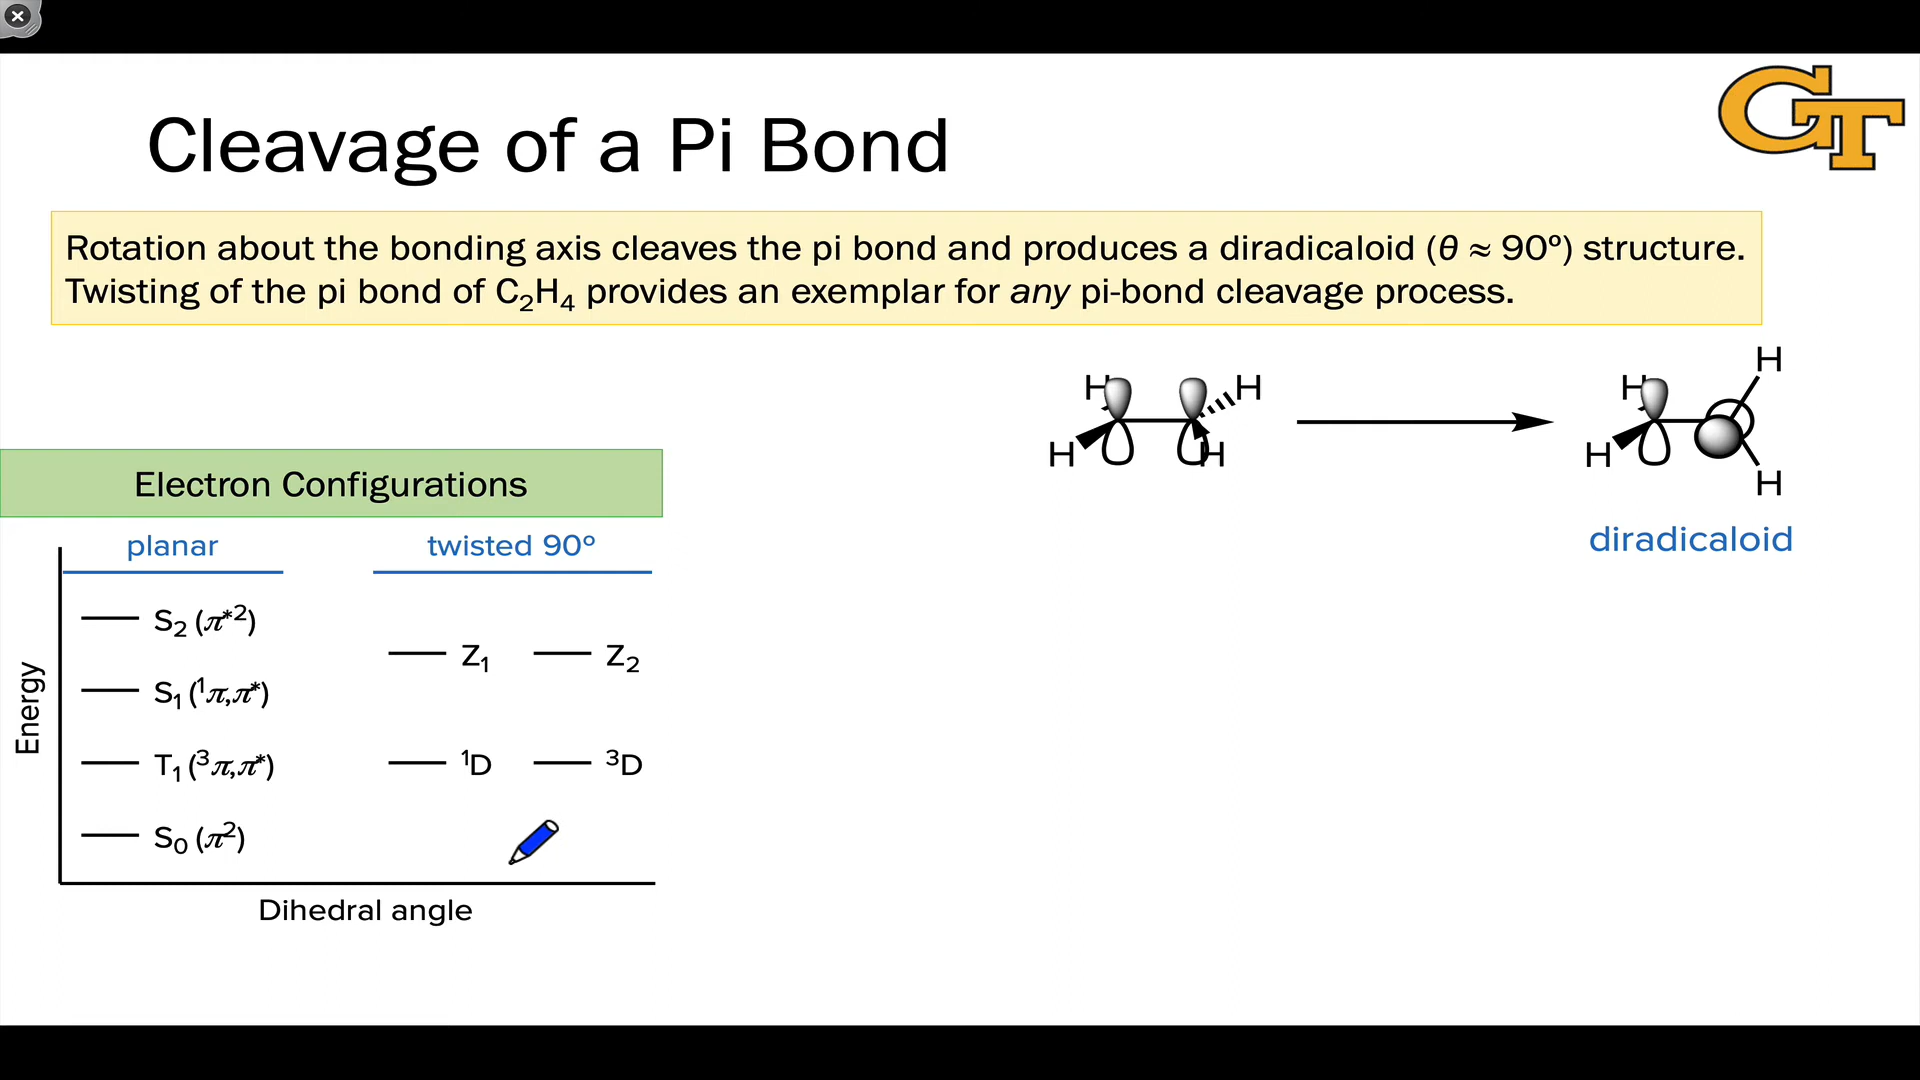 GT
Cleavage of a Pi Bond
Rotation about the bonding axis cleaves the pi bond and produces a diradicaloid (θ ≈ 90º) structure.
Twisting of the pi bond of C₂H₄ provides an exemplar for any pi-bond cleavage process.
H H
H H
H
H
H
H
diradicaloid
Electron Configurations
planar twisted 90º
S₂ (π*²)
Z₁ Z₂
S₁ (¹π,π*)
T₁ (³π,π*) ¹D ³D
S₀ (π²)
Energy
Dihedral angle